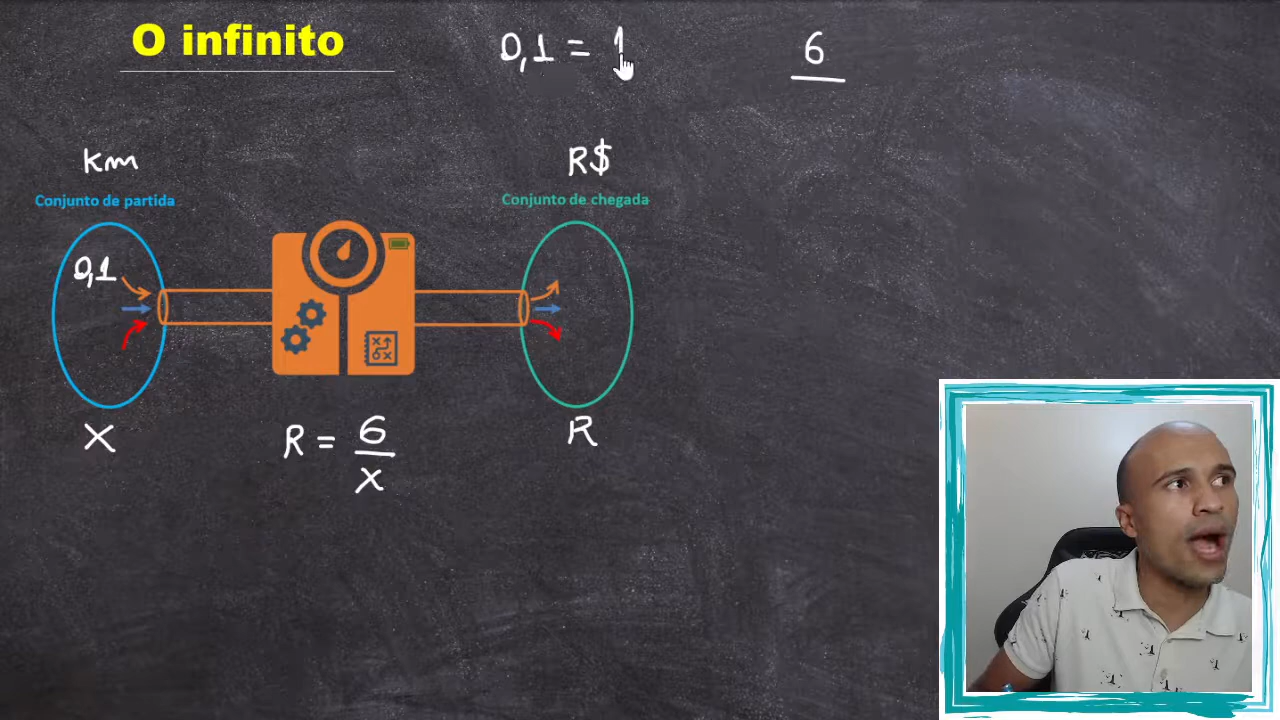 O infinito
0,1 = 1
6
Km
R$
Conjunto de partida
Conjunto de chegada
0,1
X
R = 6
X
R